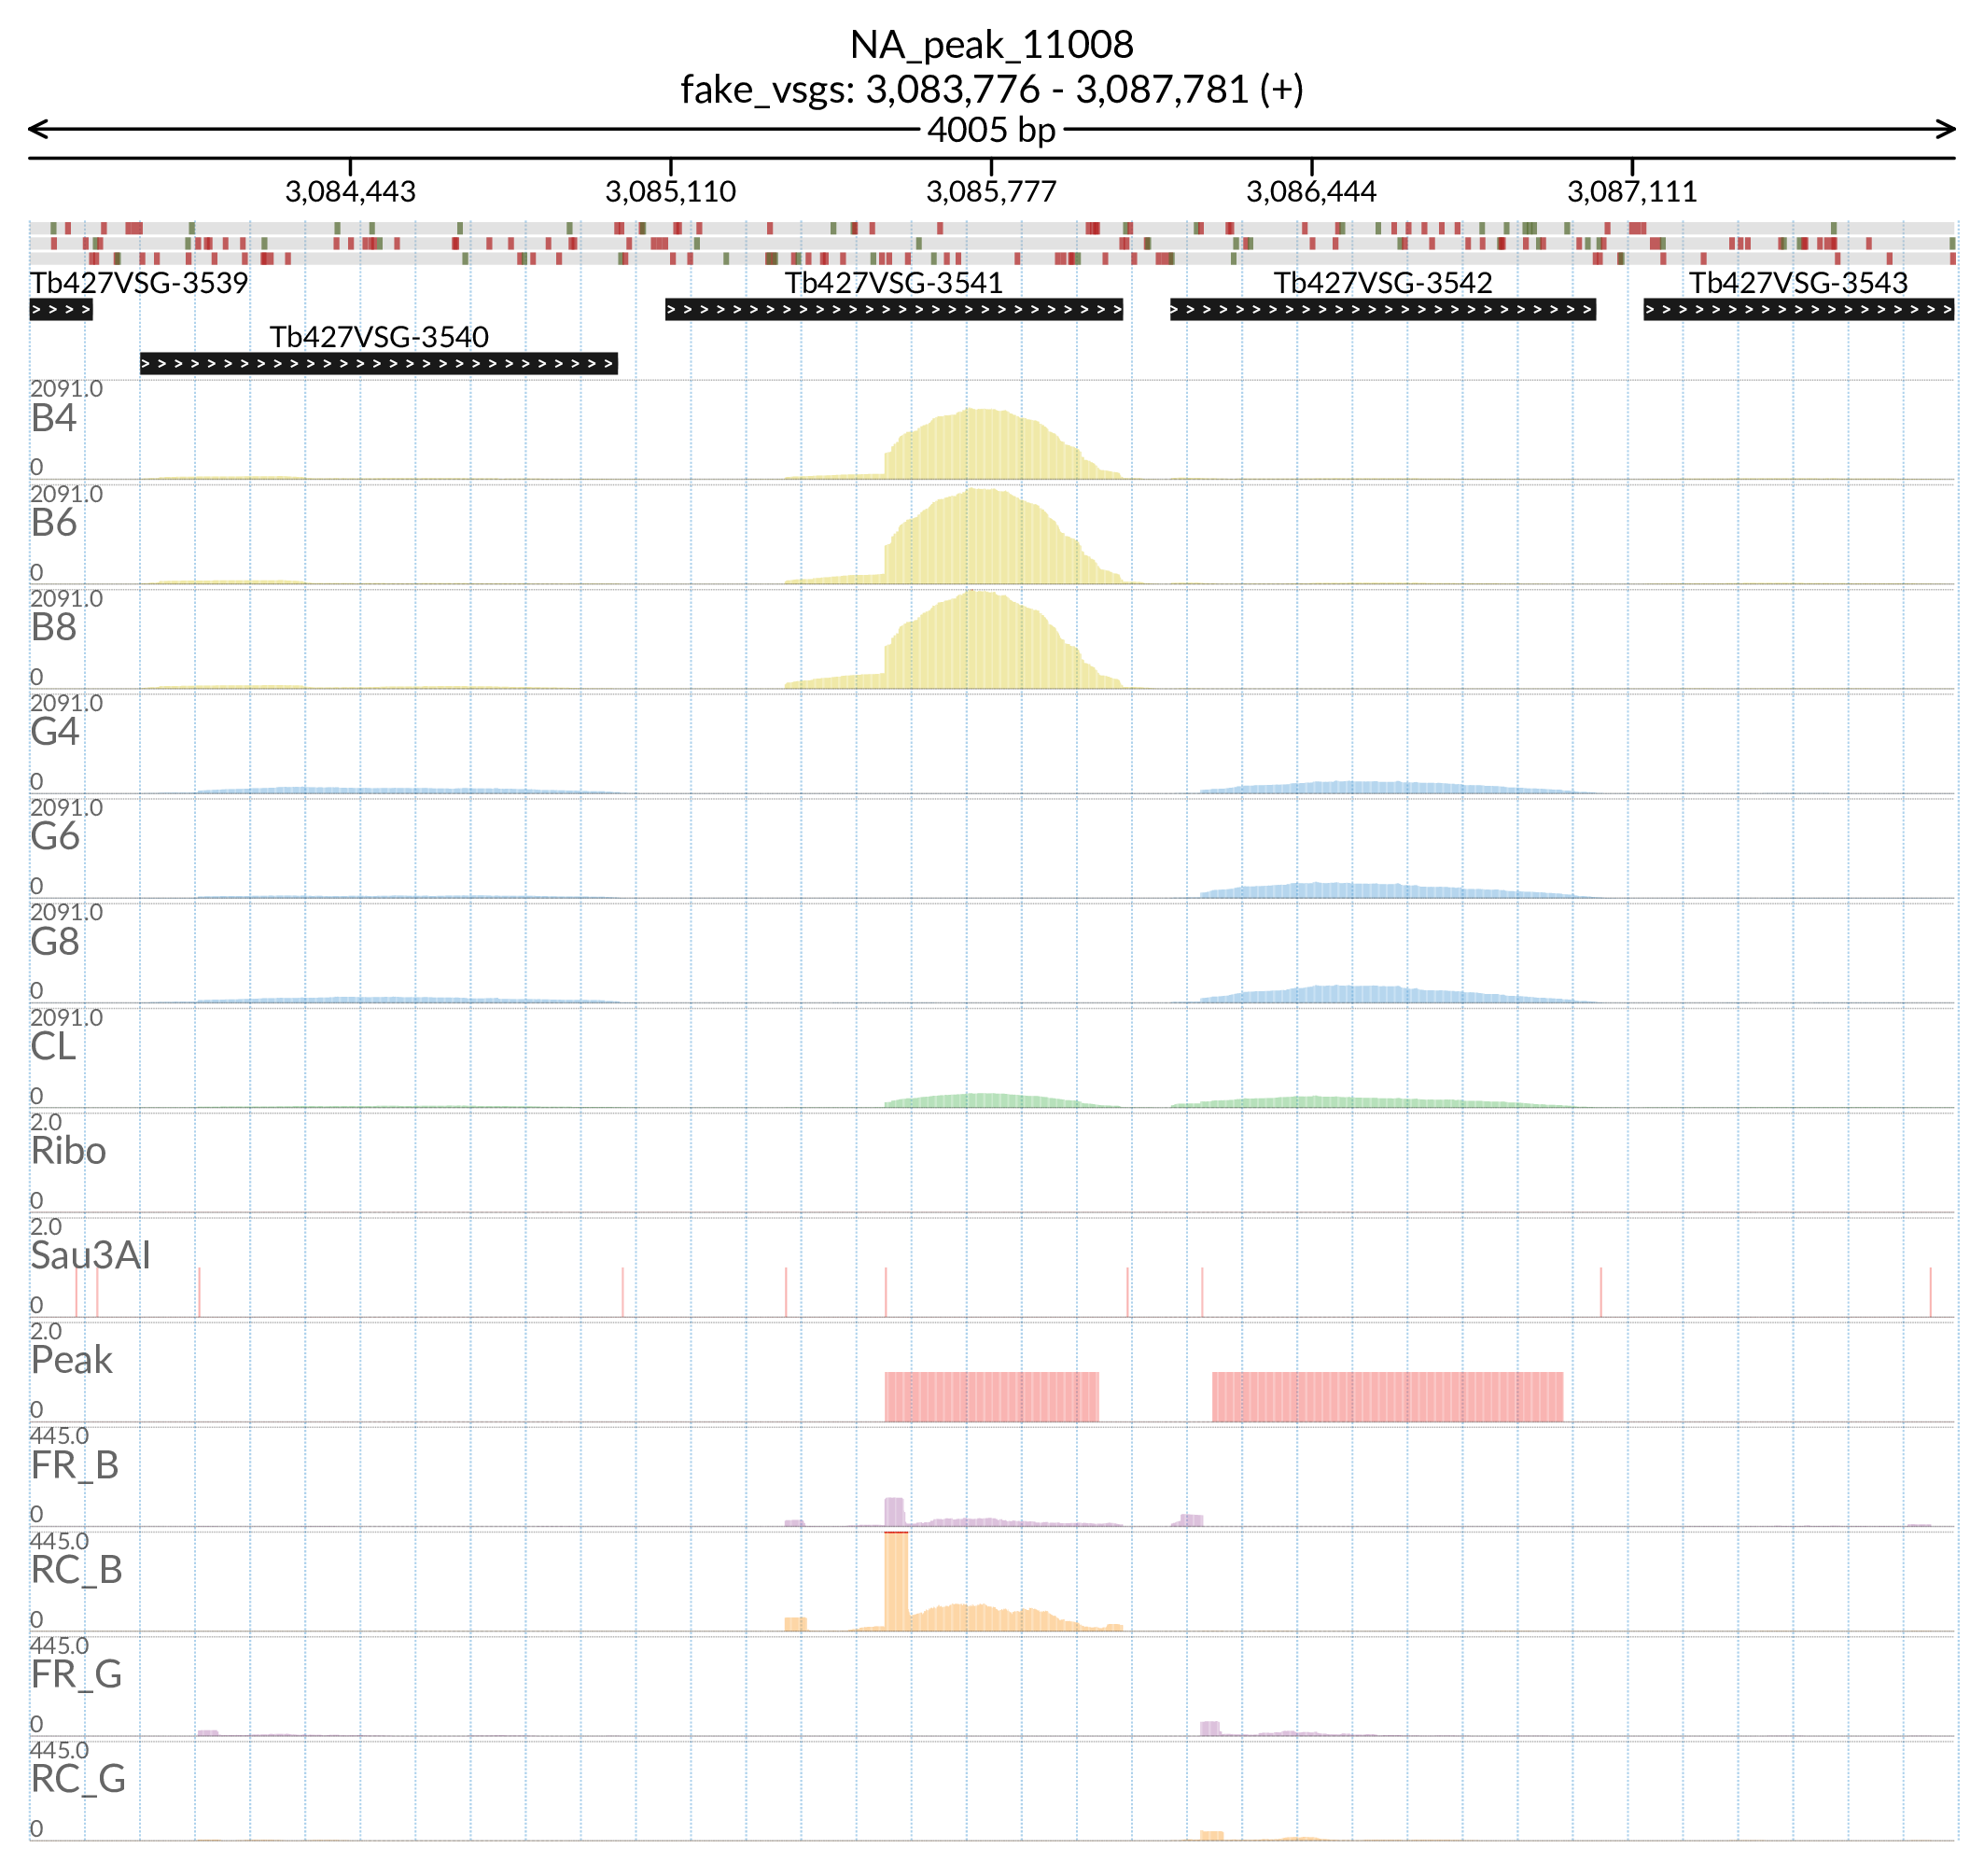 NA_peak_11008
fake_vsgs: 3,083,776 - 3,087,781 (+)
4005 bp
3,084,443 3,085,110 3,085,777 3,086,444 3,087,111
Tb427VSG-3539 Tb427VSG-3541 Tb427VSG-3542 Tb427VSG-3543
Tb427VSG-3540
2091.0
B4
0
2091.0
B6
0
2091.0
B8
0
2091.0
G4
0
2091.0
G6
0
2091.0
G8
0
2091.0
CL
0
2.0
Ribo
0
2.0
Sau3AI
0
2.0
Peak
0
445.0
FR_B
0
445.0
RC_B
0
445.0
FR_G
0
445.0
RC_G
0